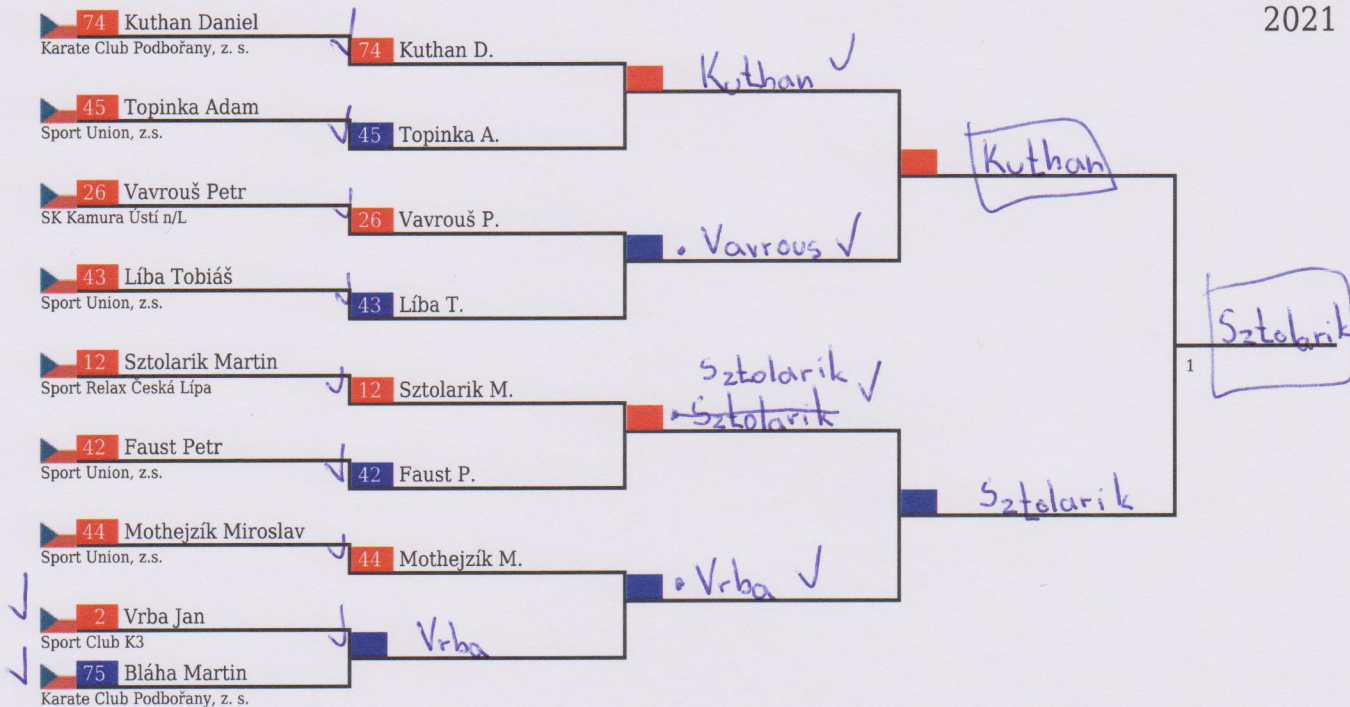 2021
74 Kuthan Daniel
Karate Club Podbořany, z. s.
45 Topinka Adam
Sport Union, z.s.
26 Vavrouš Petr
SK Kamura Ústí n/L
43 Líba Tobiáš
Sport Union, z.s.
12 Sztolarik Martin
Sport Relax Česká Lípa
42 Faust Petr
Sport Union, z.s.
44 Mothejzík Miroslav
Sport Union, z.s.
2 Vrba Jan
Sport Club K3
75 Bláha Martin
Karate Club Podbořany, z. s.
74 Kuthan D.
45 Topinka A.
26 Vavrouš P.
43 Líba T.
12 Sztolarik M.
42 Faust P.
44 Mothejzík M.
Vrba
Kuthan
Vavrous
Sztolarik
Sztolarik
Vrba
Kuthan
Sztolarik
Sztolarik
1